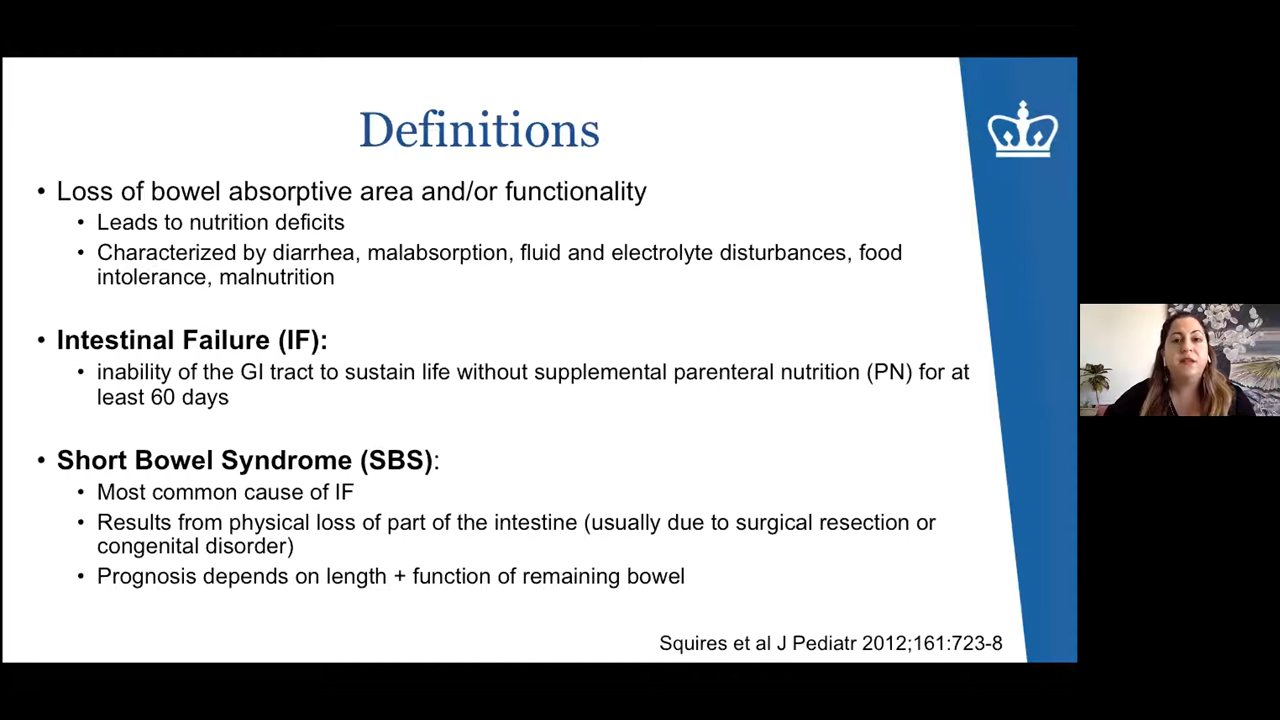 Definitions
• Loss of bowel absorptive area and/or functionality
• Leads to nutrition deficits
• Characterized by diarrhea, malabsorption, fluid and electrolyte disturbances, food
intolerance, malnutrition
• Intestinal Failure (IF):
• inability of the GI tract to sustain life without supplemental parenteral nutrition (PN) for at
least 60 days
• Short Bowel Syndrome (SBS):
• Most common cause of IF
• Results from physical loss of part of the intestine (usually due to surgical resection or
congenital disorder)
• Prognosis depends on length + function of remaining bowel
Squires et al J Pediatr 2012;161:723-8